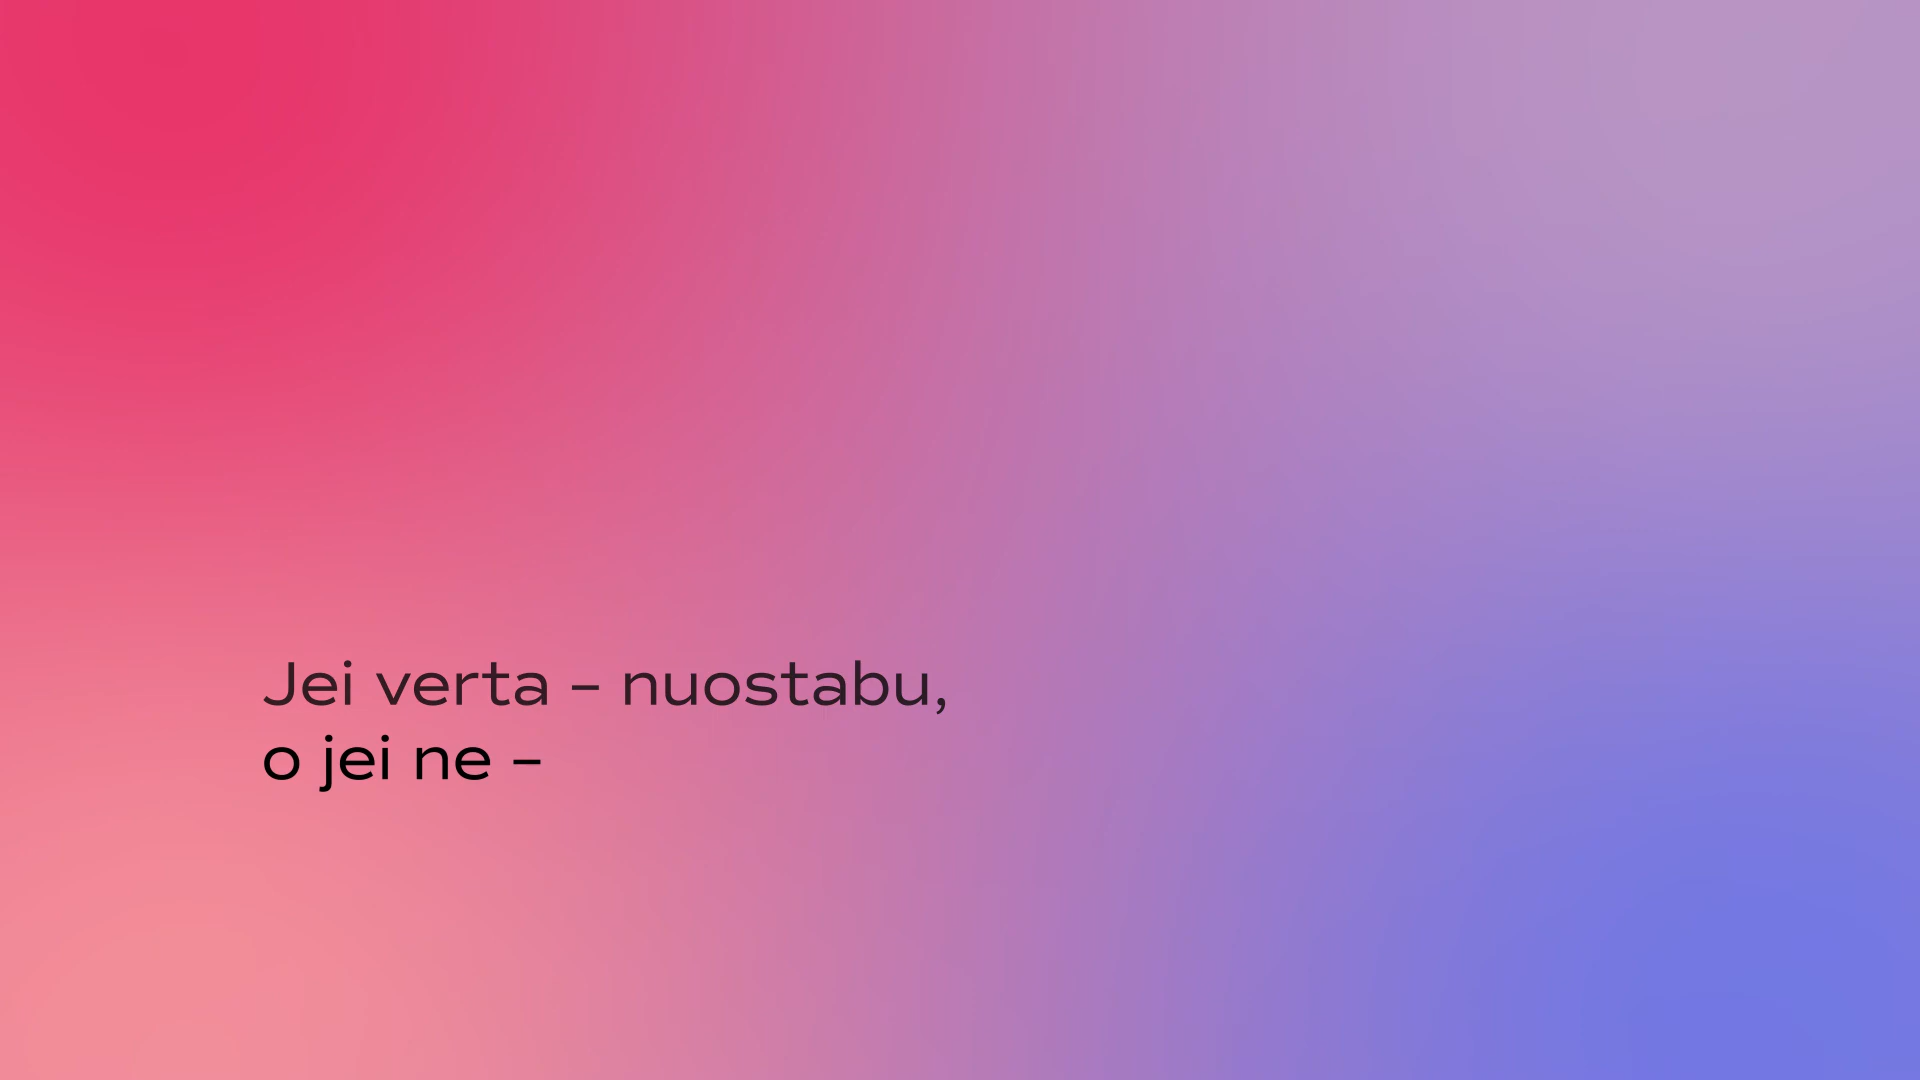 Jei verta – nuostabu,
o jei ne –